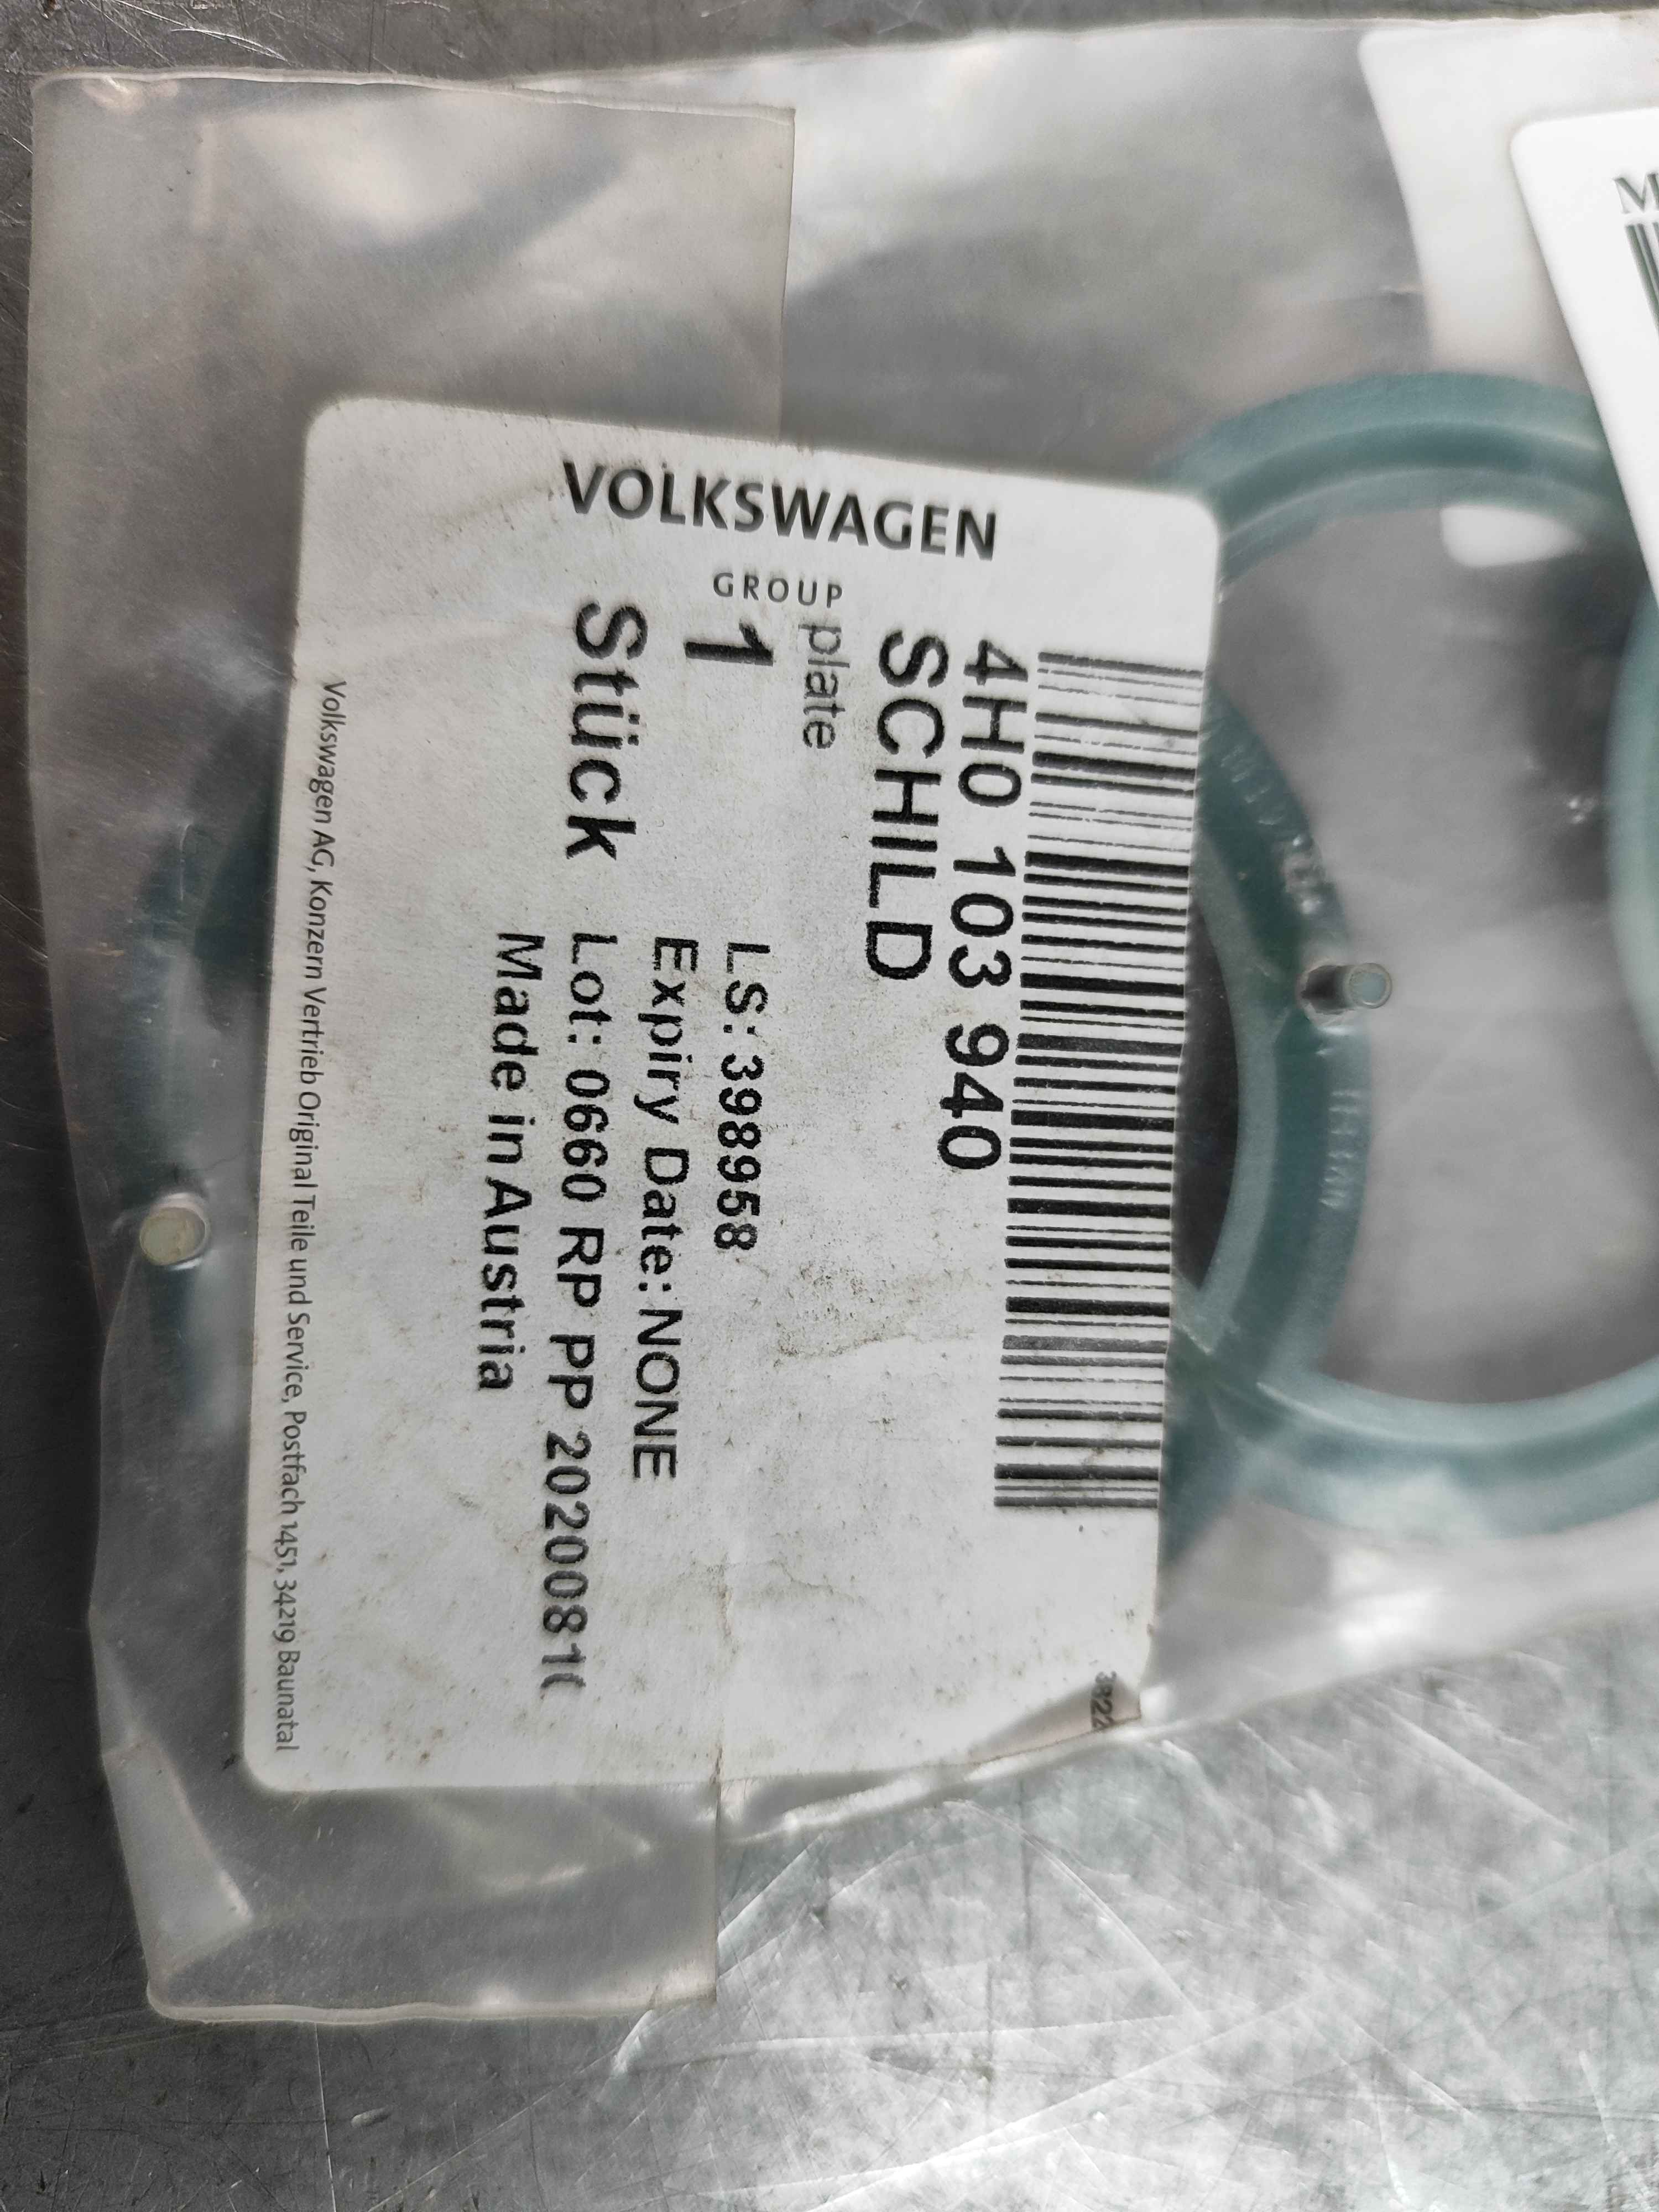 VOLKSWAGEN
GROUP
4H0 103 940
SCHILD
plate
1
Stück
LS: 398958
Expiry Date: NONE
Lot: 0660 RP PP 2020081
Made in Austria
Volkswagen AG, Konzern Vertrieb Original Teile und Service, Postfach 1451, 34219 Baunatal
3822
M